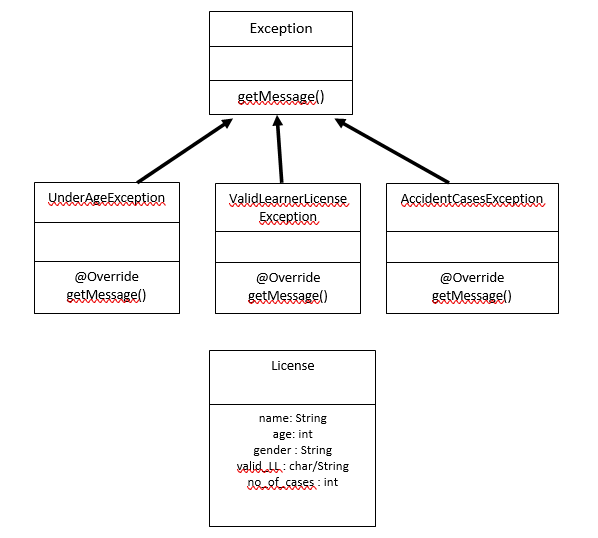 Exception
getMessage()
UnderAgeException
@Override
getMessage()
ValidLearnerLicense
Exception
@Override
getMessage()
AccidentCasesException
@Override
getMessage()
License
name: String
age: int
gender : String
valid_LL : char/String
no_of_cases : int